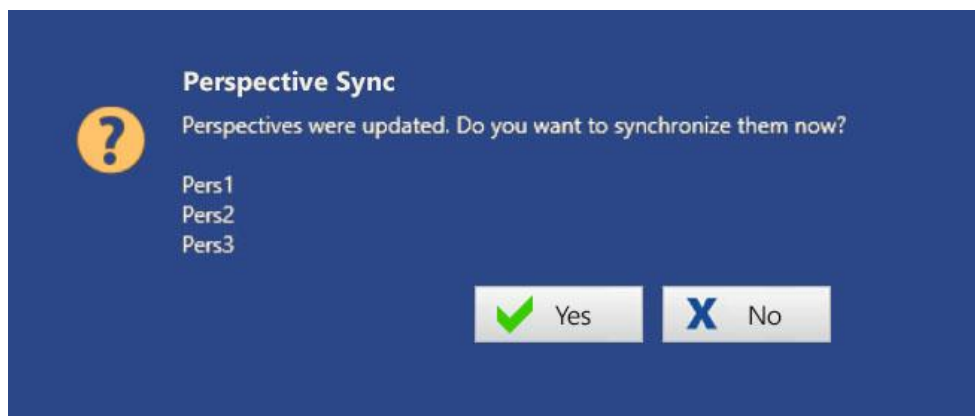 Perspective Sync
Perspectives were updated. Do you want to synchronize them now?
Pers1
Pers2
Pers3
Yes
No